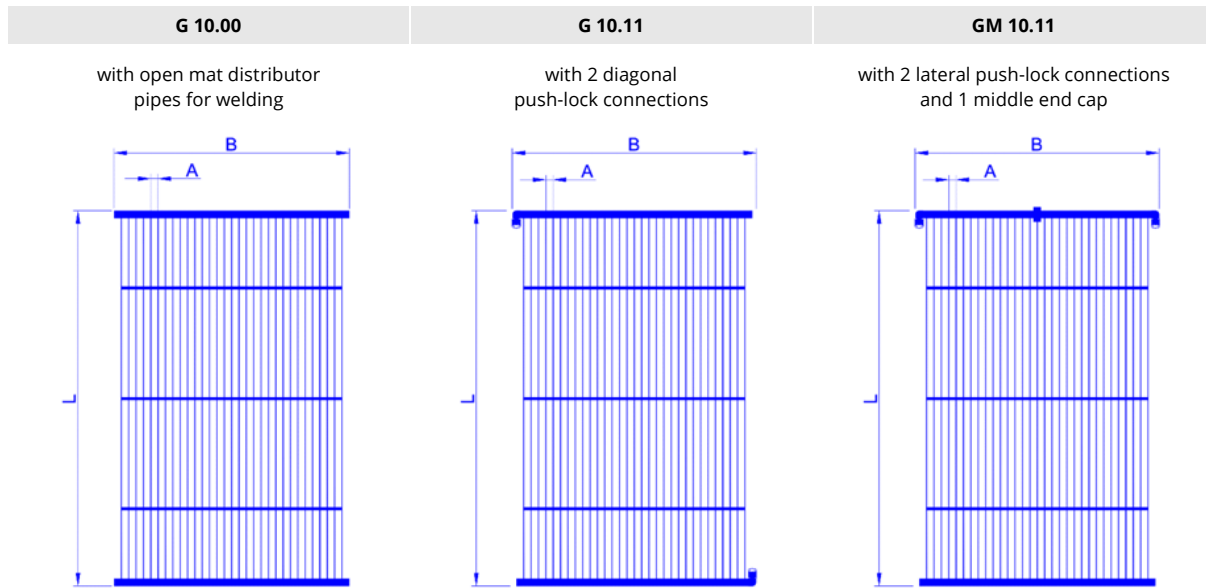 G 10.00
with open mat distributor
pipes for welding
B
A
L
G 10.11
with 2 diagonal
push-lock connections
B
A
L
GM 10.11
with 2 lateral push-lock connections
and 1 middle end cap
B
A
L